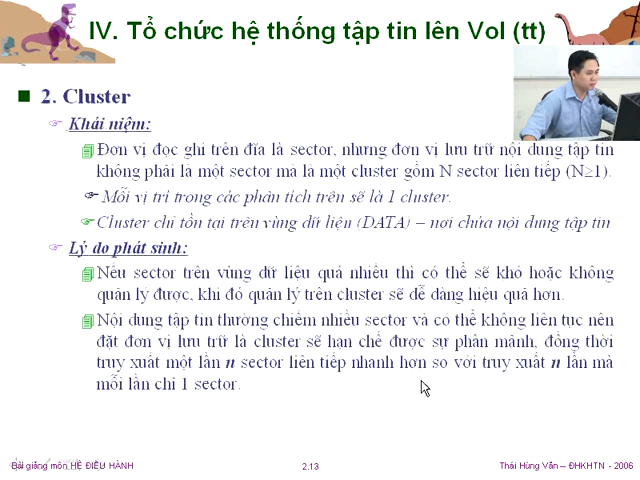 IV. Tổ chức hệ thống tập tin lên Vol (tt)
2. Cluster
Khái niệm:
Đơn vị đọc ghi trên đĩa là sector, nhưng đơn vị lưu trữ nội dung tập tin
không phải là một sector mà là một cluster gồm N sector liên tiếp (N≥1).
Mỗi vị trí trong các phân tích trên sẽ là 1 cluster.
Cluster chỉ tồn tại trên vùng dữ liệu (DATA) – nơi chứa nội dung tập tin
Lý do phát sinh:
Nếu sector trên vùng dữ liệu quá nhiều thì có thể sẽ khó hoặc không
quản lý được, khi đó quản lý trên cluster sẽ dễ dàng hiệu quả hơn.
Nội dung tập tin thường chiếm nhiều sector và có thể không liên tục nên
đặt đơn vị lưu trữ là cluster sẽ hạn chế được sự phân mảnh, đồng thời
truy xuất một lần n sector liên tiếp nhanh hơn so với truy xuất n lần mà
mỗi lần chỉ 1 sector.
Bài giảng môn HỆ ĐIỀU HÀNH
2.13
Thái Hùng Văn – ĐHKHTN - 2006